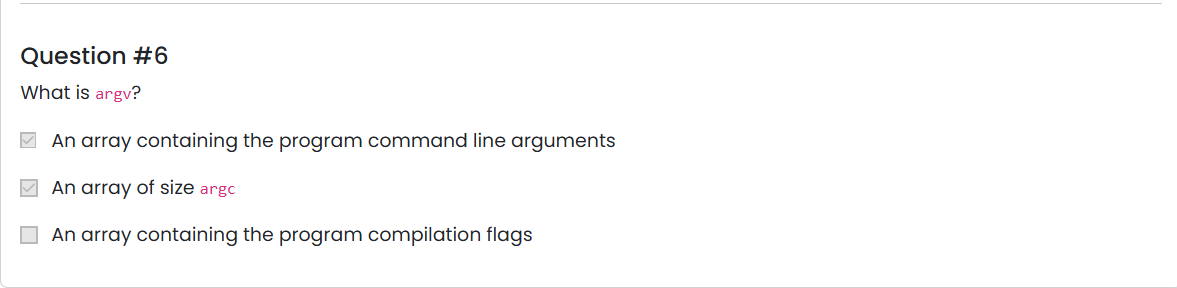 Question #6
What is argv?
An array containing the program command line arguments
An array of size argc
An array containing the program compilation flags